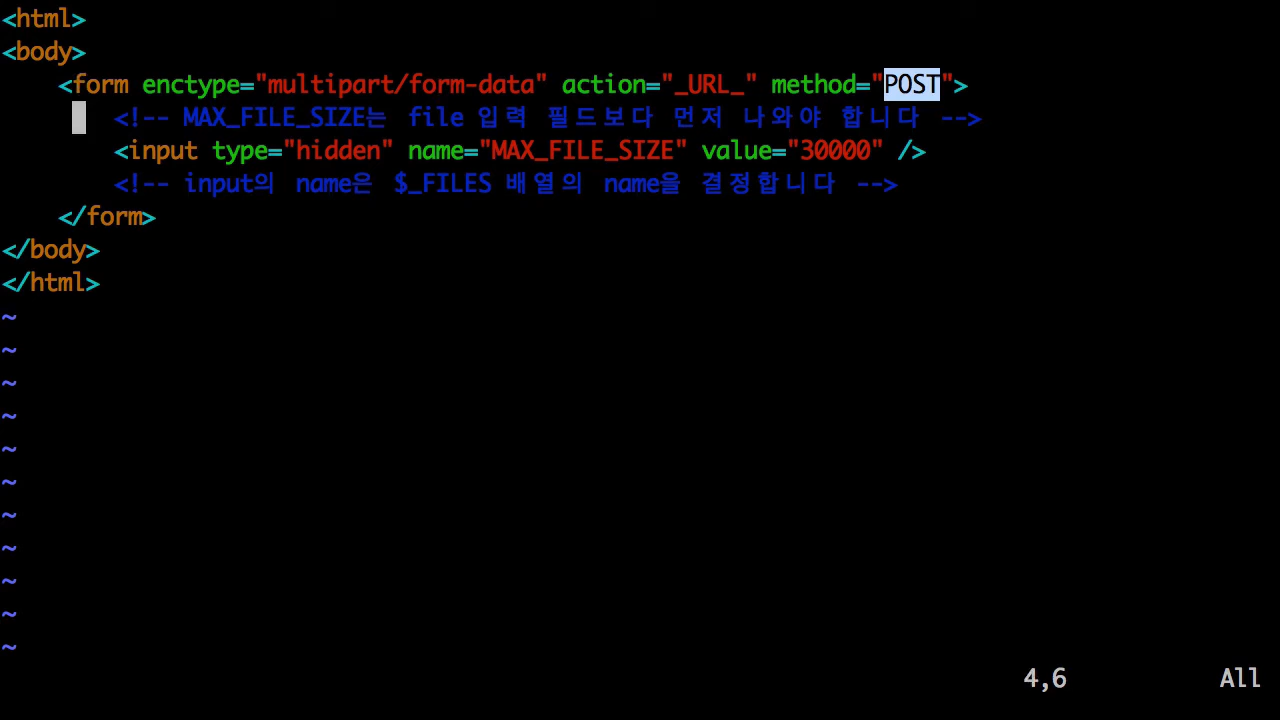 <html>
<body>
    <form enctype="multipart/form-data" action="_URL_" method="POST">
        <!-- MAX_FILE_SIZE는 file 입력 필드보다 먼저 나와야 합니다 -->
        <input type="hidden" name="MAX_FILE_SIZE" value="30000" />
        <!-- input의 name은 $_FILES 배열의 name을 결정합니다 -->
    </form>
</body>
</html>
~
~
~
~
~
~
~
~
~
~
~
4,6 All